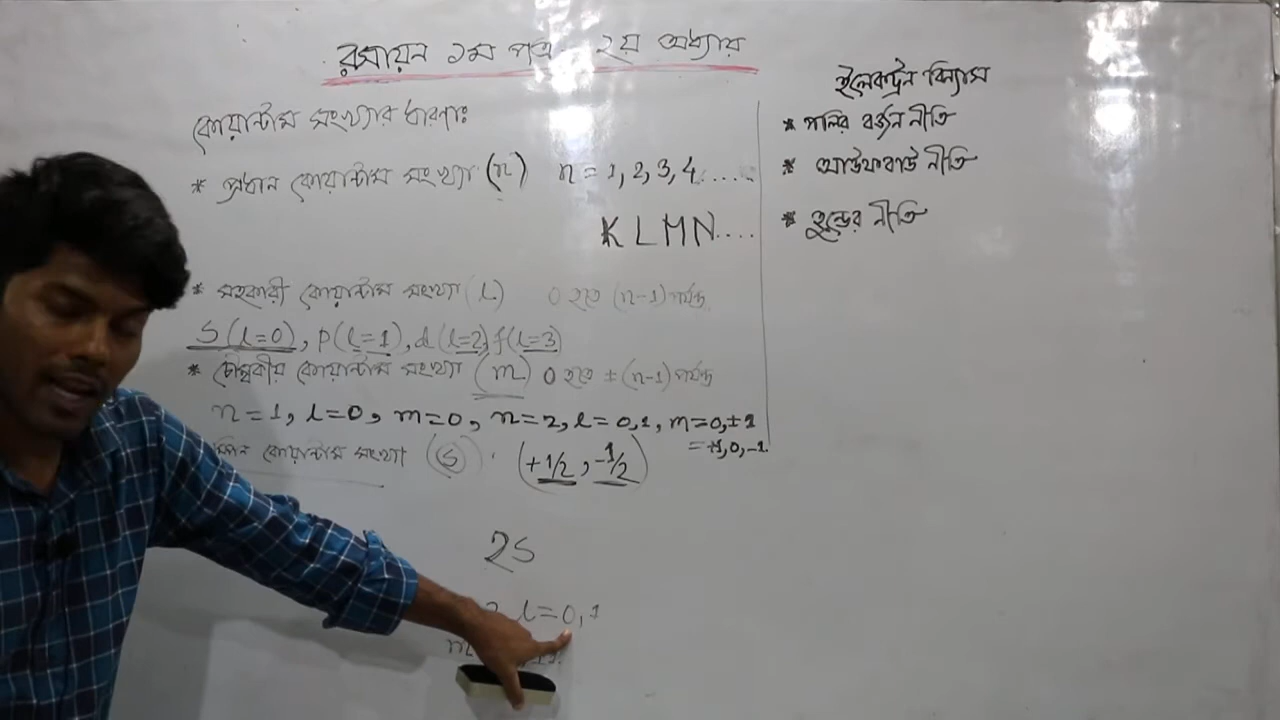 রসায়ন ১ম পত্র ২য় অধ্যায়
কোয়ান্টাম সংখ্যার ধারণাঃ
* প্রধান কোয়ান্টাম সংখ্যা (n) n = 1, 2, 3, 4.....
K L M N....
* সহকারী কোয়ান্টাম সংখ্যা (l) 0 হতে (n-1) পর্যন্ত
S (l=0), p(l=1), d(l=2) f(l=3)
* চৌম্বকীয় কোয়ান্টাম সংখ্যা (m) 0 হতে ± (n-1) পর্যন্ত
n=1, l=0, m=0, n=2, l=0,1, m=0,±1
=+1,0,-1.
কোয়ান্টাম সংখ্যা (S) (+1/2, -1/2)
2S
l=0,1
ইলেকট্রন বিন্যাস
* পলির বর্জন নীতি
* আউফবাউ নীতি
* হুন্ডের নীতি